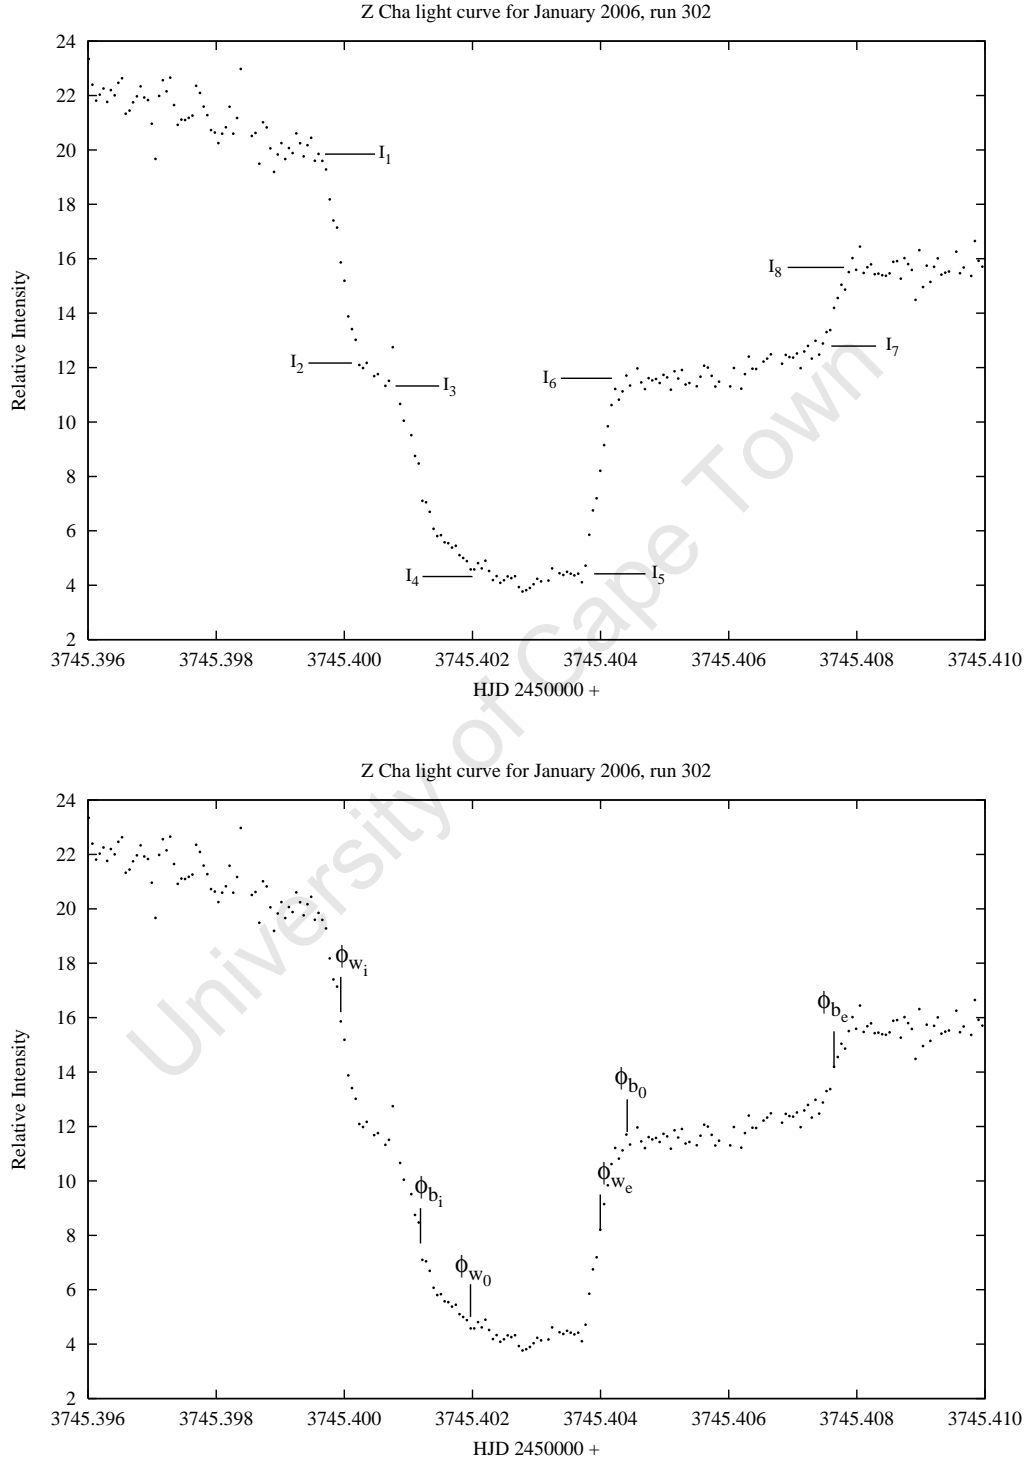 Z Cha light curve for January 2006, run 302
24
22
20
18
16
14
12
10
8
6
4
2
Relative Intensity
I1
I2
I3
I4
I5
I6
I7
I8
3745.396 3745.398 3745.400 3745.402 3745.404 3745.406 3745.408 3745.410
HJD 2450000 +
Z Cha light curve for January 2006, run 302
24
22
20
18
16
14
12
10
8
6
4
2
Relative Intensity
ϕwi
ϕbi
ϕw0
ϕb0
ϕwe
ϕbe
3745.396 3745.398 3745.400 3745.402 3745.404 3745.406 3745.408 3745.410
HJD 2450000 +
University of Cape Town